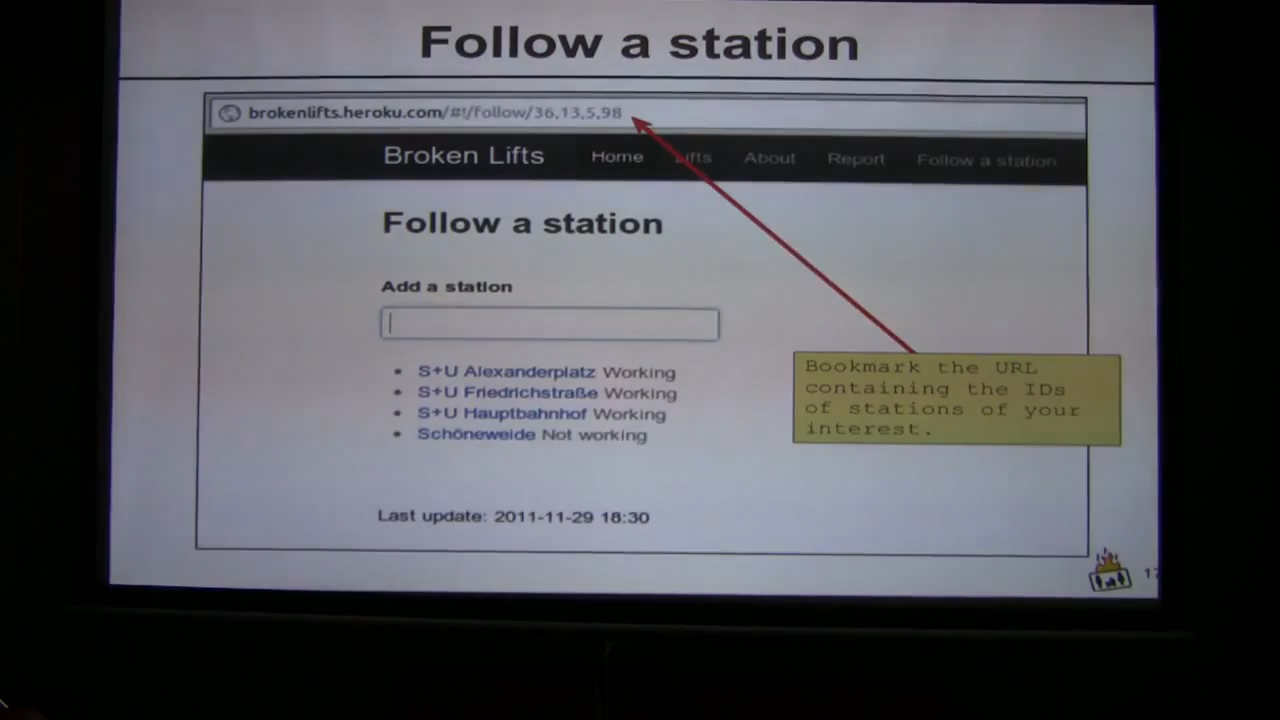 Follow a station
brokenlifts.heroku.com/#!/follow/36,13,5,98
Broken Lifts Home Lifts About Report Follow a station
Follow a station
Add a station
S+U Alexanderplatz Working
S+U Friedrichstraße Working
S+U Hauptbahnhof Working
Schöneweide Not working
Bookmark the URL
containing the IDs
of stations of your
interest.
Last update: 2011-11-29 18:30